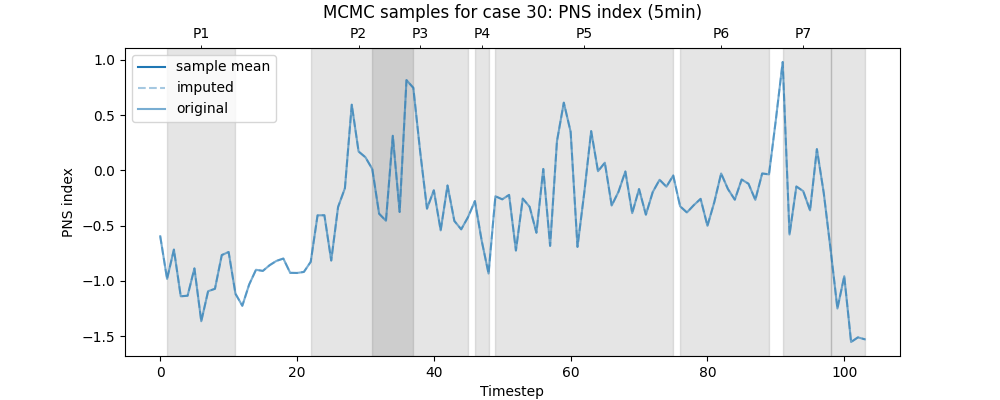 MCMC samples for case 30: PNS index (5min)
P1 P2 P3 P4 P5 P6 P7
sample mean
imputed
original
1.0
0.5
0.0
−0.5
−1.0
−1.5
PNS index
0 20 40 60 80 100
Timestep